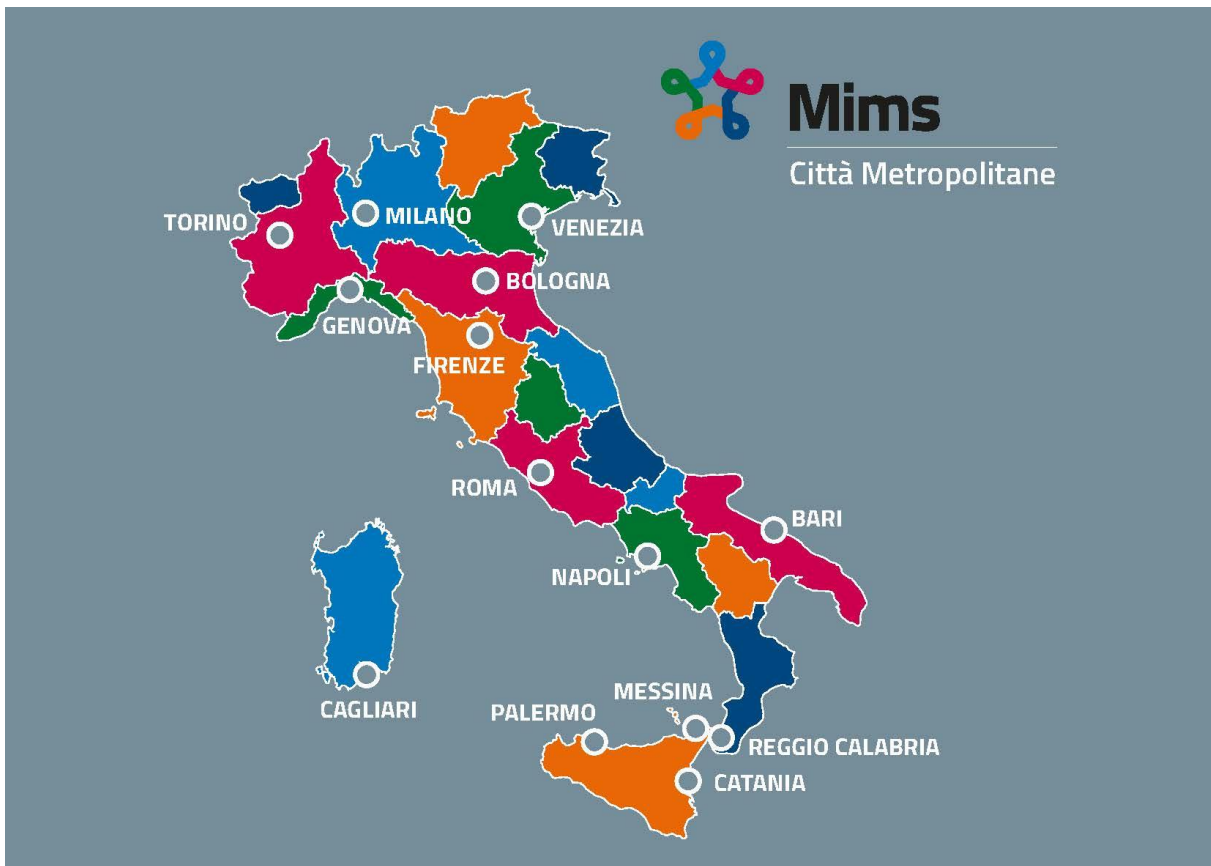 Mims
Città Metropolitane
TORINO
MILANO
VENEZIA
BOLOGNA
GENOVA
FIRENZE
ROMA
BARI
NAPOLI
CAGLIARI
MESSINA
PALERMO
REGGIO CALABRIA
CATANIA